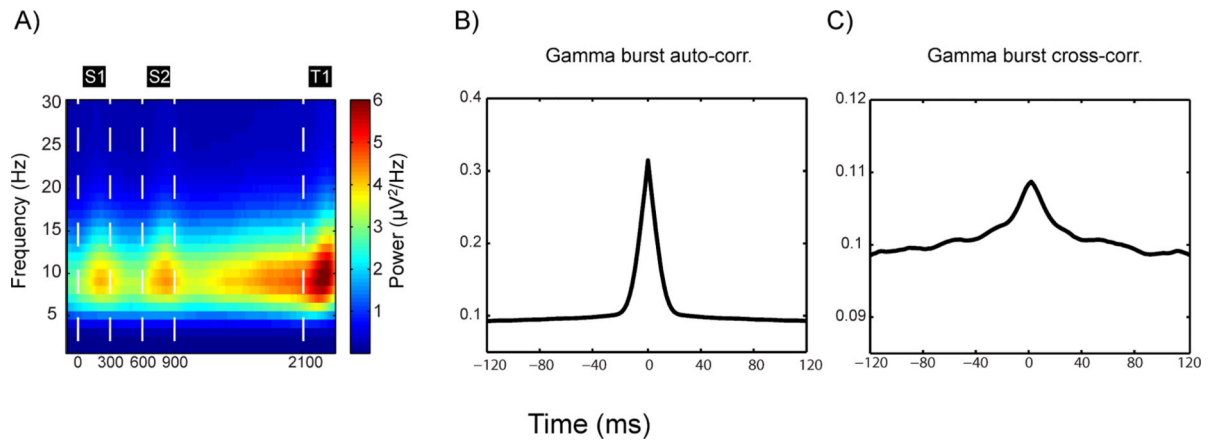 A)
S1 S2 T1
30
25
20
15
10
5
Frequency (Hz)
0 300 600 900 2100
6
5
4
3
2
1
Power (µV²/Hz)
B)
Gamma burst auto-corr.
0.4
0.3
0.2
0.1
−120 −80 −40 0 40 80 120
C)
Gamma burst cross-corr.
0.12
0.11
0.1
0.09
−120 −80 −40 0 40 80 120
Time (ms)